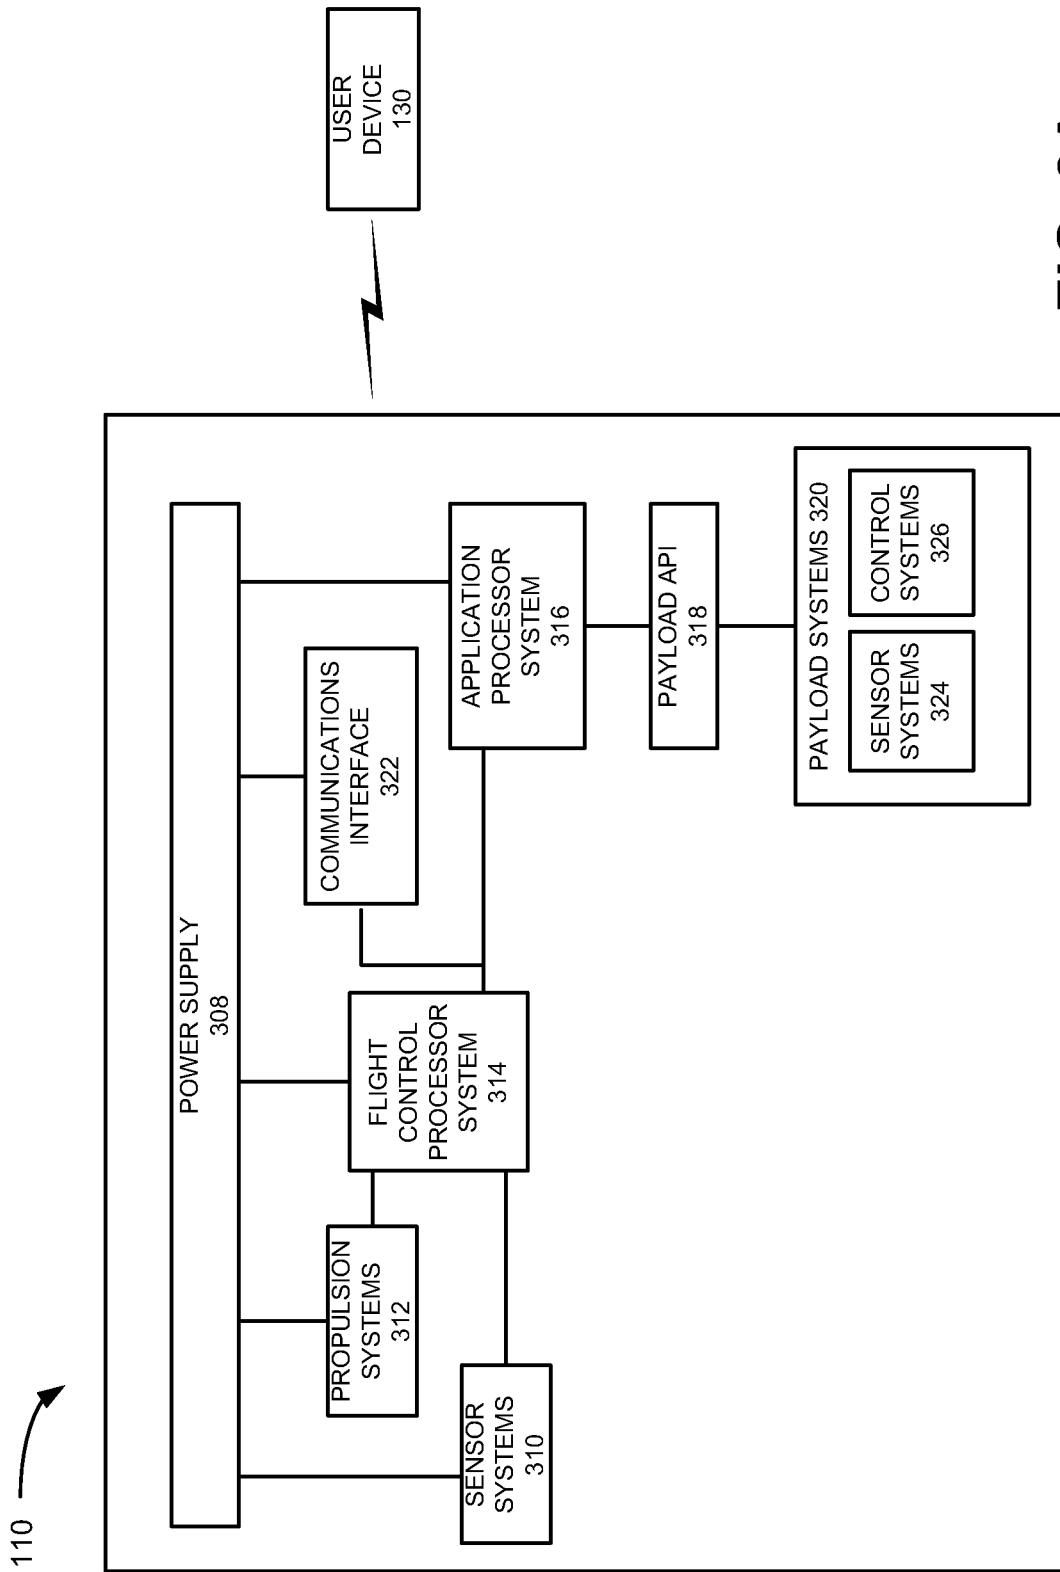 110
POWER SUPPLY
308
SENSOR
SYSTEMS
310
PROPULSION
SYSTEMS
312
FLIGHT
CONTROL
PROCESSOR
SYSTEM
314
COMMUNICATIONS
INTERFACE
322
APPLICATION
PROCESSOR
SYSTEM
316
PAYLOAD API
318
PAYLOAD SYSTEMS 320
SENSOR
SYSTEMS
324
CONTROL
SYSTEMS
326
USER
DEVICE
130